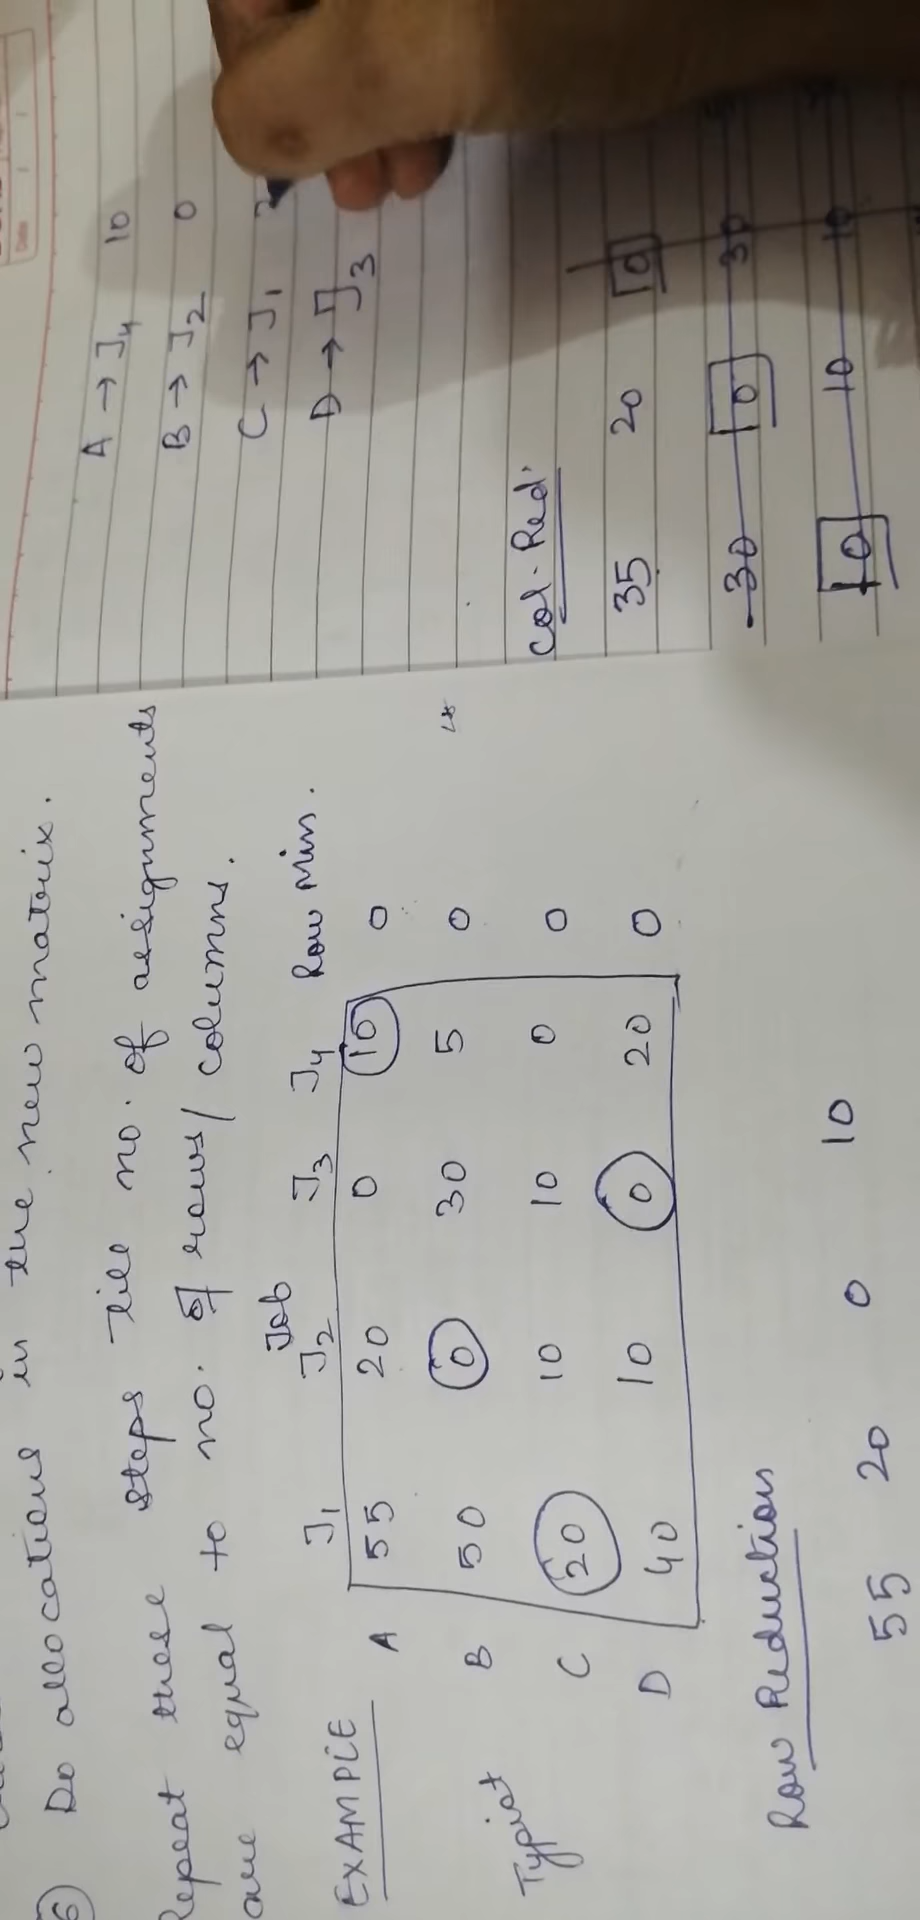 6 Do allocations in the new matrix.
Repeat these steps till no. of assignments
are equal to no. of rows/columns.
EXAMPLE
Job
J1 J2 J3 J4 Row Min.
A 55 20 0 10 0
B 50 0 30 5 0
Typist
C 20 10 10 0 0
D 40 10 0 20 0
Row Reduction
55 20 0 10
Date / /
A → J4 10
B → J2 0
C → J1 2
D → J3
Col. Red.
35 20 0
30 0 30
0 10 10